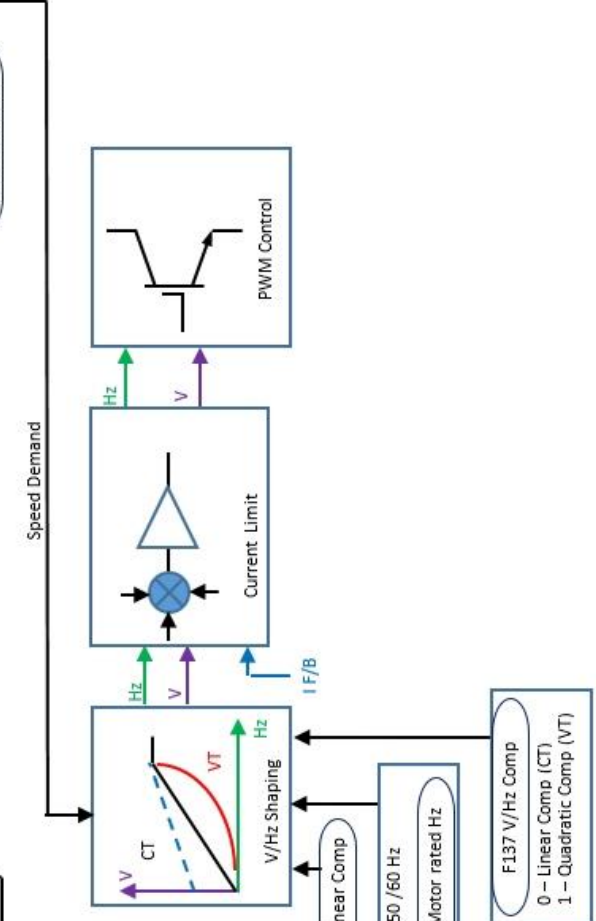 Speed Demand
V
CT
VT
Hz
V/Hz Shaping
Hz
V
I F/B
Current Limit
Hz
V
PWM Control
near Comp
50 /60 Hz
Motor rated Hz
F137 V/Hz Comp
0 – Linear Comp (CT)
1 – Quadratic Comp (VT)